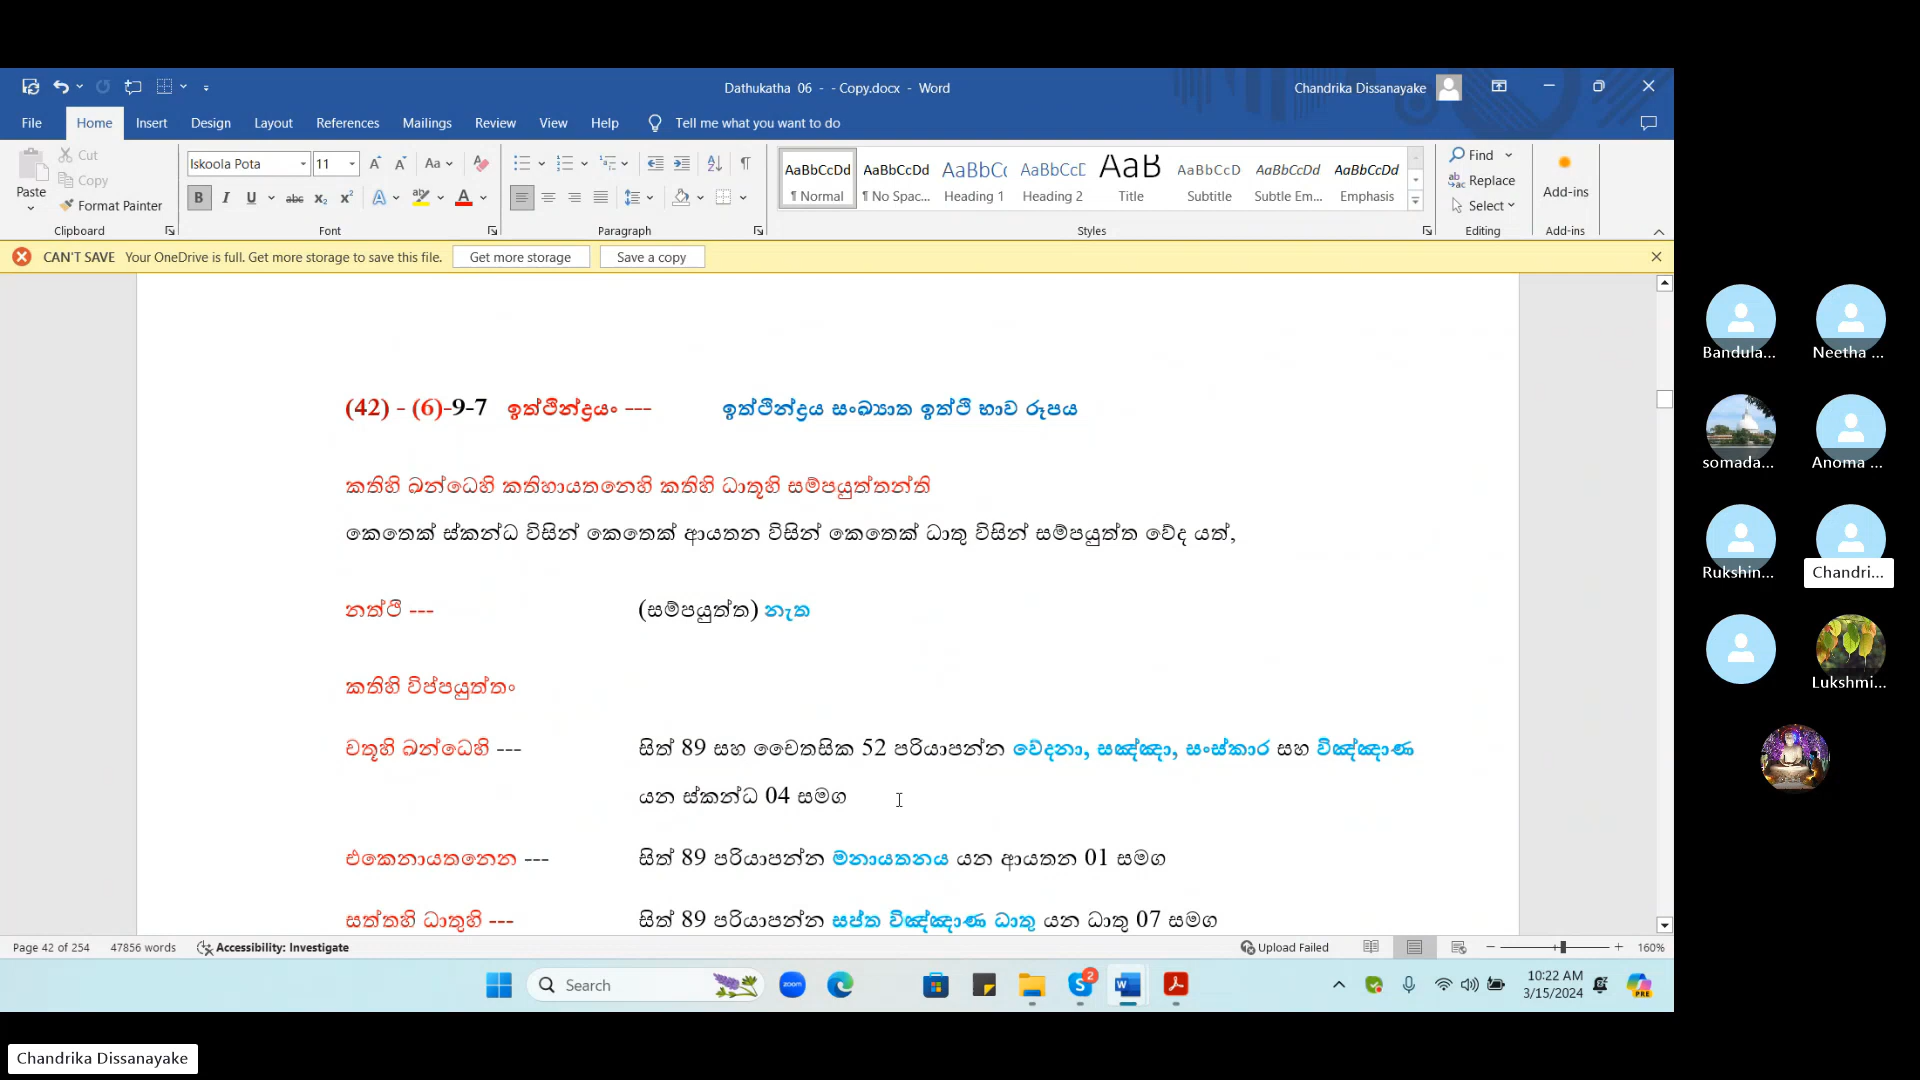 Dathukatha 06 - - Copy.docx - Word
Chandrika Dissanayake
File Home Insert Design Layout References Mailings Review View Help Tell me what you want to do
Paste Cut Copy Format Painter
Iskoola Pota 11
AaBbCcDd AaBbCcDd AaBbCc AaBbCcD AaB AaBbCcD AaBbCcDd AaBbCcDd
¶ Normal ¶ No Spac... Heading 1 Heading 2 Title Subtitle Subtle Em... Emphasis
Find Replace Select Add-ins
Clipboard Font Paragraph Styles Editing Add-ins
CAN'T SAVE Your OneDrive is full. Get more storage to save this file. Get more storage Save a copy
(42) - (6)-9-7 ඉත්ථින්ද්‍රයං --- ඉත්ථින්ද්‍රය සංඛ්‍යාත ඉත්ථි භාව රූපය
කතිහි ඛන්ධෙහි කතිහායතනෙහි කතිහි ධාතූහි සම්පයුත්තන්ති
කෙතෙක් ස්කන්ධ විසින් කෙතෙක් ආයතන විසින් කෙතෙක් ධාතු විසින් සම්පයුත්ත වේද යත්,
නත්ථි --- (සම්පයුත්ත) නැත
කතිහි විප්පයුත්තං
චතූහි ඛන්ධෙහි --- සිත් 89 සහ චෛතසික 52 පරියාපන්න වේදනා, සඤ්ඤා, සංස්කාර සහ විඤ්ඤාණ
යන ස්කන්ධ 04 සමග
එකෙනායතනෙන --- සිත් 89 පරියාපන්න මනායතනය යන ආයතන 01 සමග
සත්තහි ධාතුහි --- සිත් 89 පරියාපන්න සප්ත විඤ්ඤාණ ධාතු යන ධාතු 07 සමග
Page 42 of 254 47856 words Accessibility: Investigate Upload Failed 160%
Search zoom 2 10:22 AM
3/15/2024
PRE
Bandula... Neetha ...
somada... Anoma ...
Rukshin... Chandri...
Lukshmi...
Chandrika Dissanayake